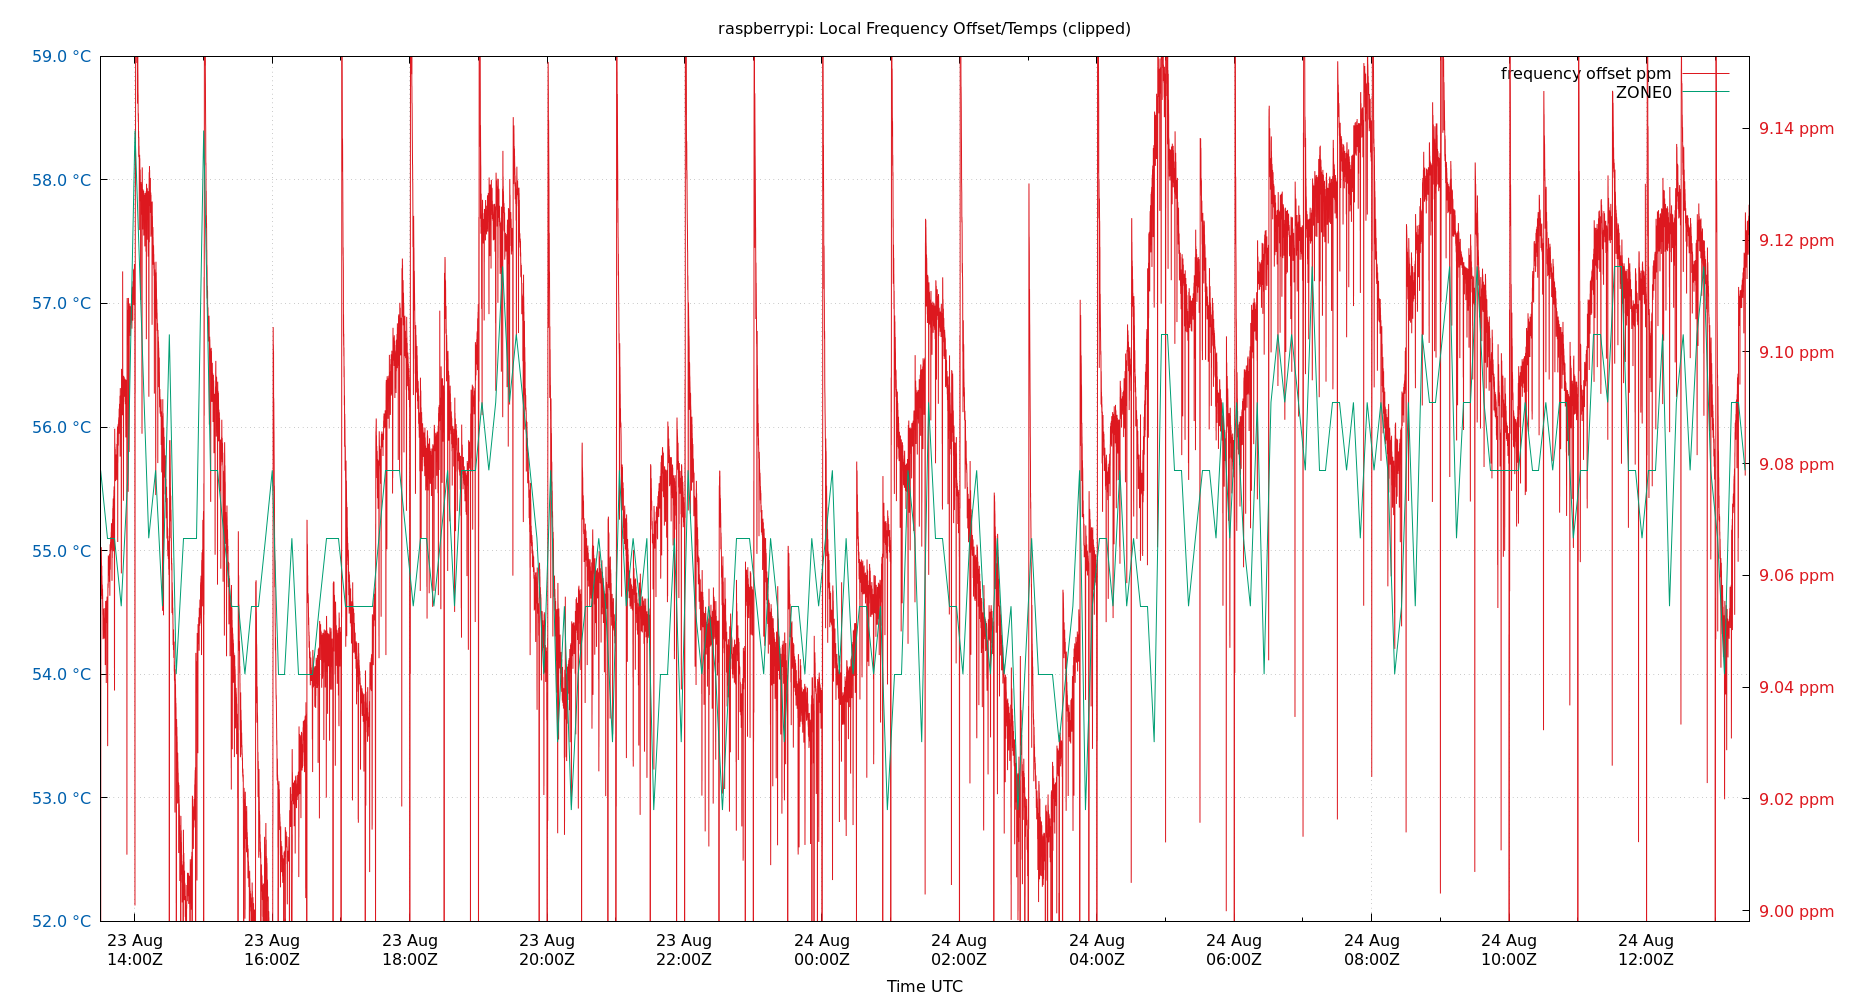 raspberrypi: Local Frequency Offset/Temps (clipped)
frequency offset ppm
ZONE0
59.0 °C
58.0 °C
57.0 °C
56.0 °C
55.0 °C
54.0 °C
53.0 °C
52.0 °C
9.14 ppm
9.12 ppm
9.10 ppm
9.08 ppm
9.06 ppm
9.04 ppm
9.02 ppm
9.00 ppm
23 Aug
14:00Z
23 Aug
16:00Z
23 Aug
18:00Z
23 Aug
20:00Z
23 Aug
22:00Z
24 Aug
00:00Z
24 Aug
02:00Z
24 Aug
04:00Z
24 Aug
06:00Z
24 Aug
08:00Z
24 Aug
10:00Z
24 Aug
12:00Z
Time UTC